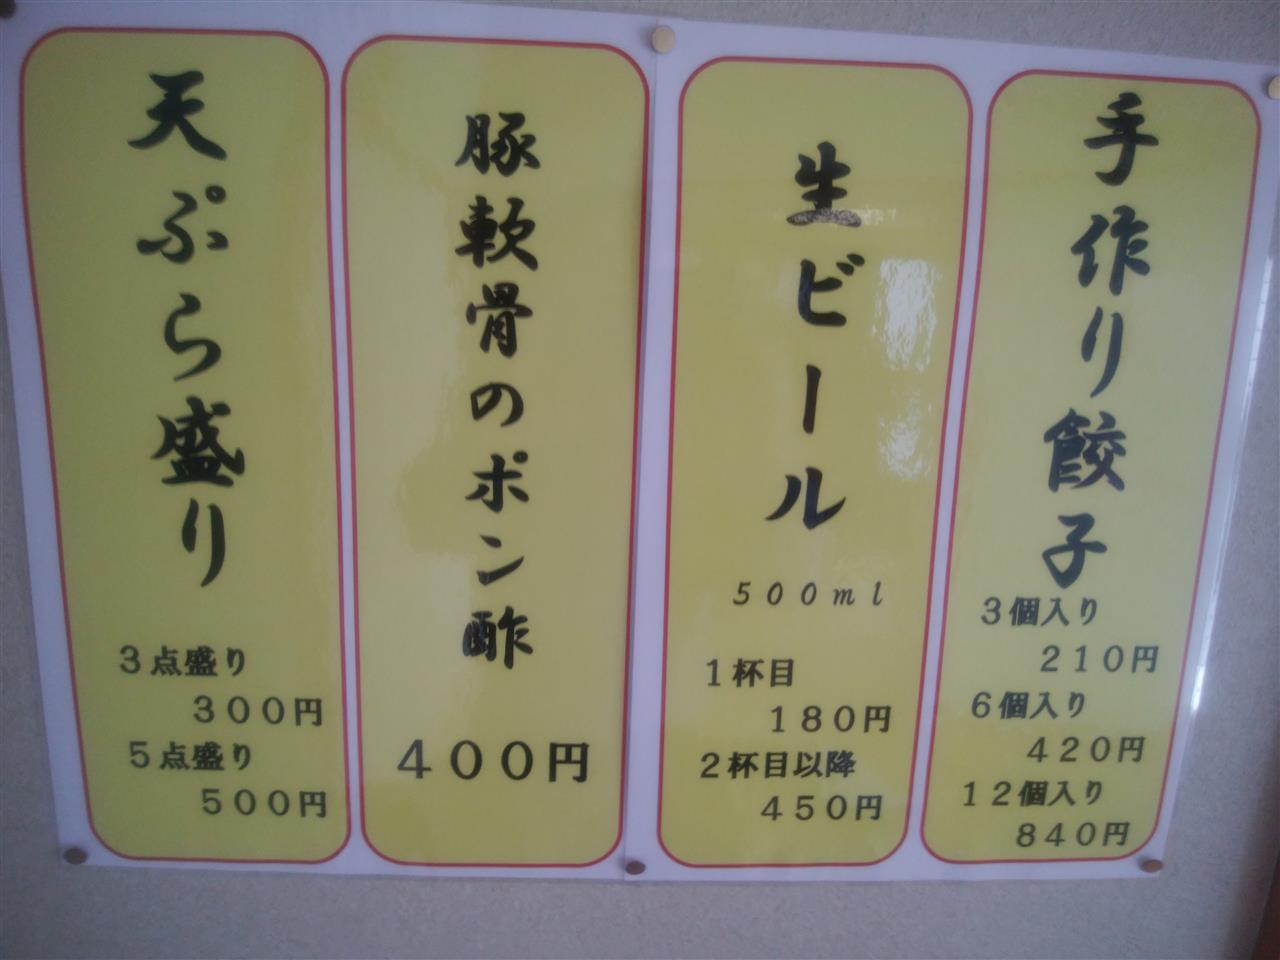 手作り餃子
3個入り
210円
6個入り
420円
12個入り
840円
生ビール
500ml
1杯目
180円
2杯目以降
450円
豚軟骨のポン酢
400円
天ぷら盛り
3点盛り
300円
5点盛り
500円